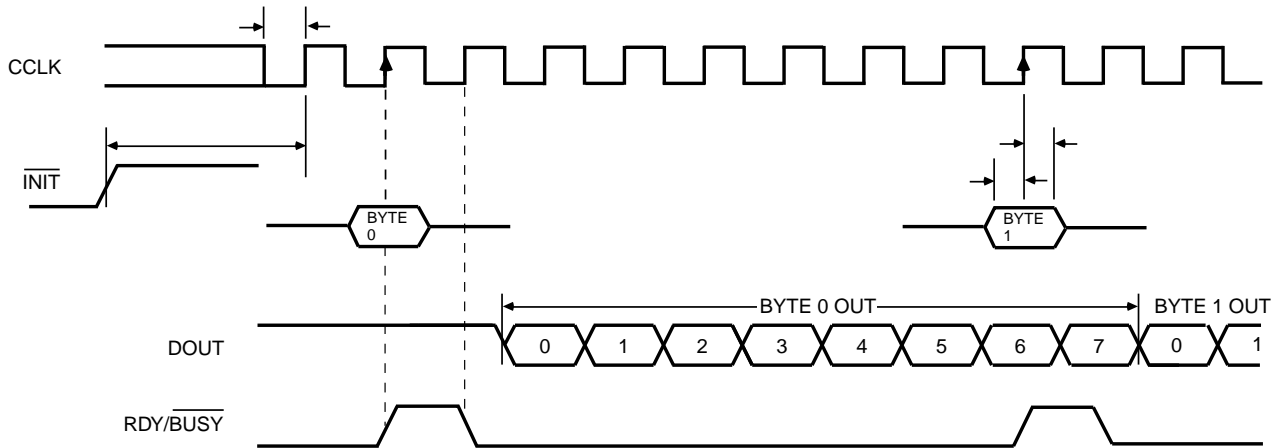 CCLK
INIT
BYTE
0
BYTE
1
BYTE 0 OUT
BYTE 1 OUT
DOUT
0 1 2 3 4 5 6 7 0 1
RDY/BUSY